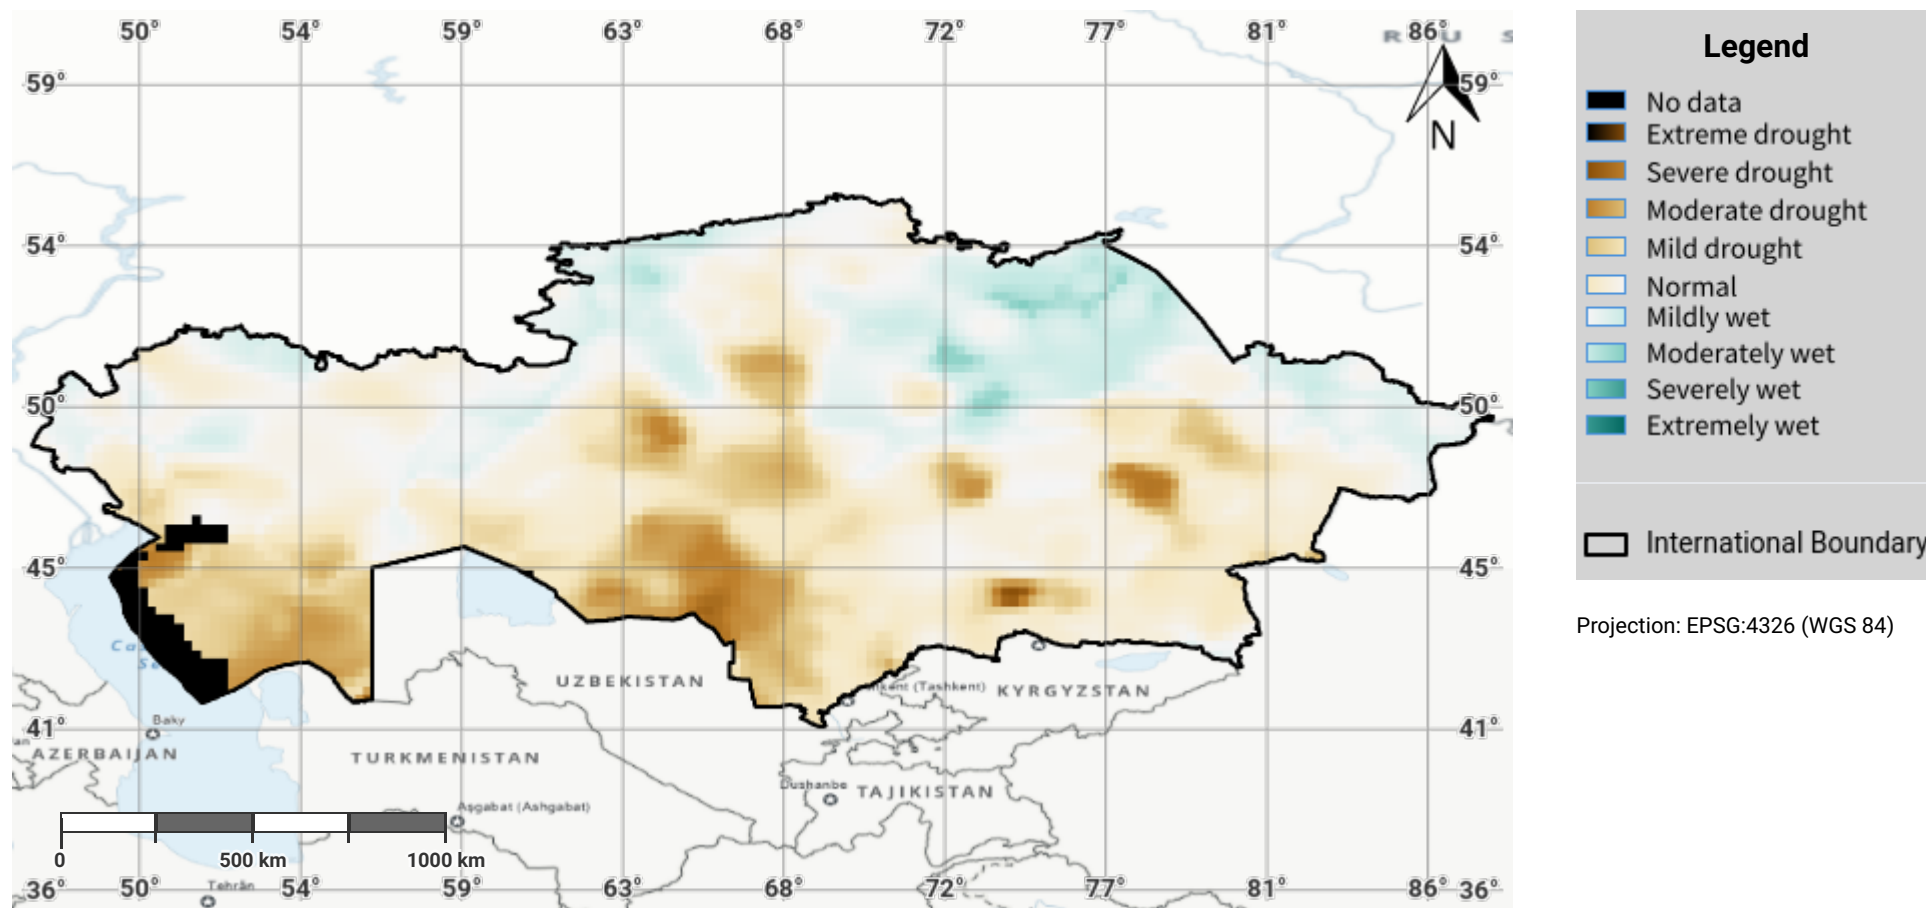 50° 54° 59° 63° 68° 72° 77° 81° 86°
R U S
59° 59°
N
54° 54°
50° 50°
45° 45°
UZBEKISTAN
(Tashkent)
KYRGYZSTAN
Baky
41° 41°
AZERBAIJAN
TURKMENISTAN
Dushanbe
TAJIKISTAN
Aşgabat (Ashgabat)
0 500 km 1000 km
Tehrān
36° 50° 54° 59° 63° 68° 72° 77° 81° 86° 36°
Legend
No data
Extreme drought
Severe drought
Moderate drought
Mild drought
Normal
Mildly wet
Moderately wet
Severely wet
Extremely wet
International Boundary
Projection: EPSG:4326 (WGS 84)